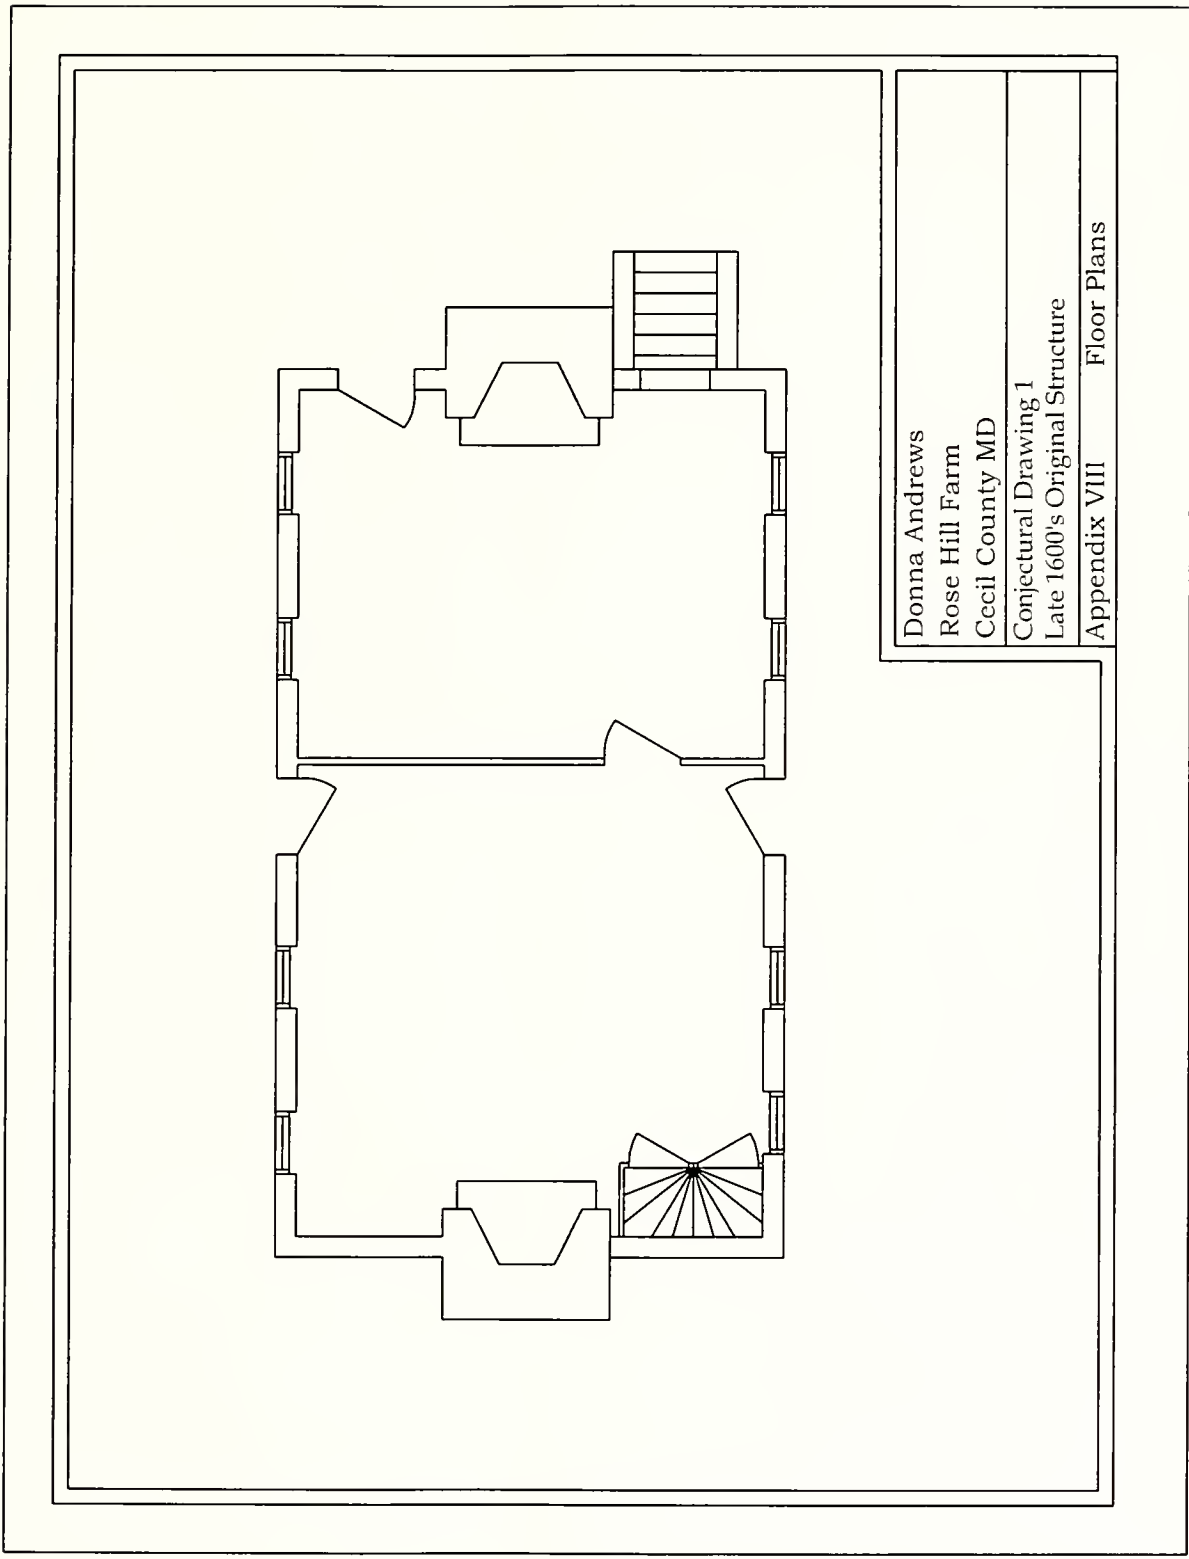 Donna Andrews
Rose Hill Farm
Cecil County MD
Conjectural Drawing 1
Late 1600's Original Structure
Appendix VIII Floor Plans